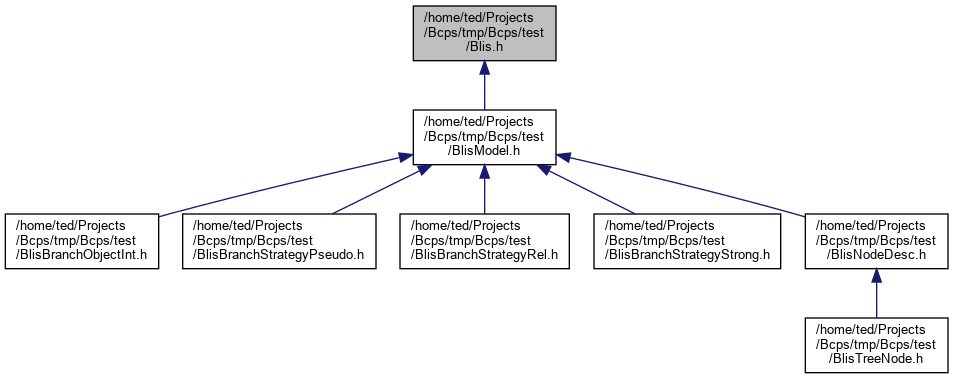 /home/ted/Projects
/Bcps/tmp/Bcps/test
/Blis.h
/home/ted/Projects
/Bcps/tmp/Bcps/test
/BlisModel.h
/home/ted/Projects
/Bcps/tmp/Bcps/test
/BlisBranchObjectInt.h
/home/ted/Projects
/Bcps/tmp/Bcps/test
/BlisBranchStrategyPseudo.h
/home/ted/Projects
/Bcps/tmp/Bcps/test
/BlisBranchStrategyRel.h
/home/ted/Projects
/Bcps/tmp/Bcps/test
/BlisBranchStrategyStrong.h
/home/ted/Projects
/Bcps/tmp/Bcps/test
/BlisNodeDesc.h
/home/ted/Projects
/Bcps/tmp/Bcps/test
/BlisTreeNode.h